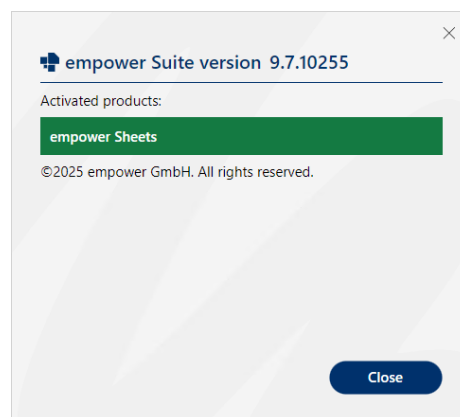 empower Suite version 9.7.10255
Activated products:
empower Sheets
©2025 empower GmbH. All rights reserved.
Close